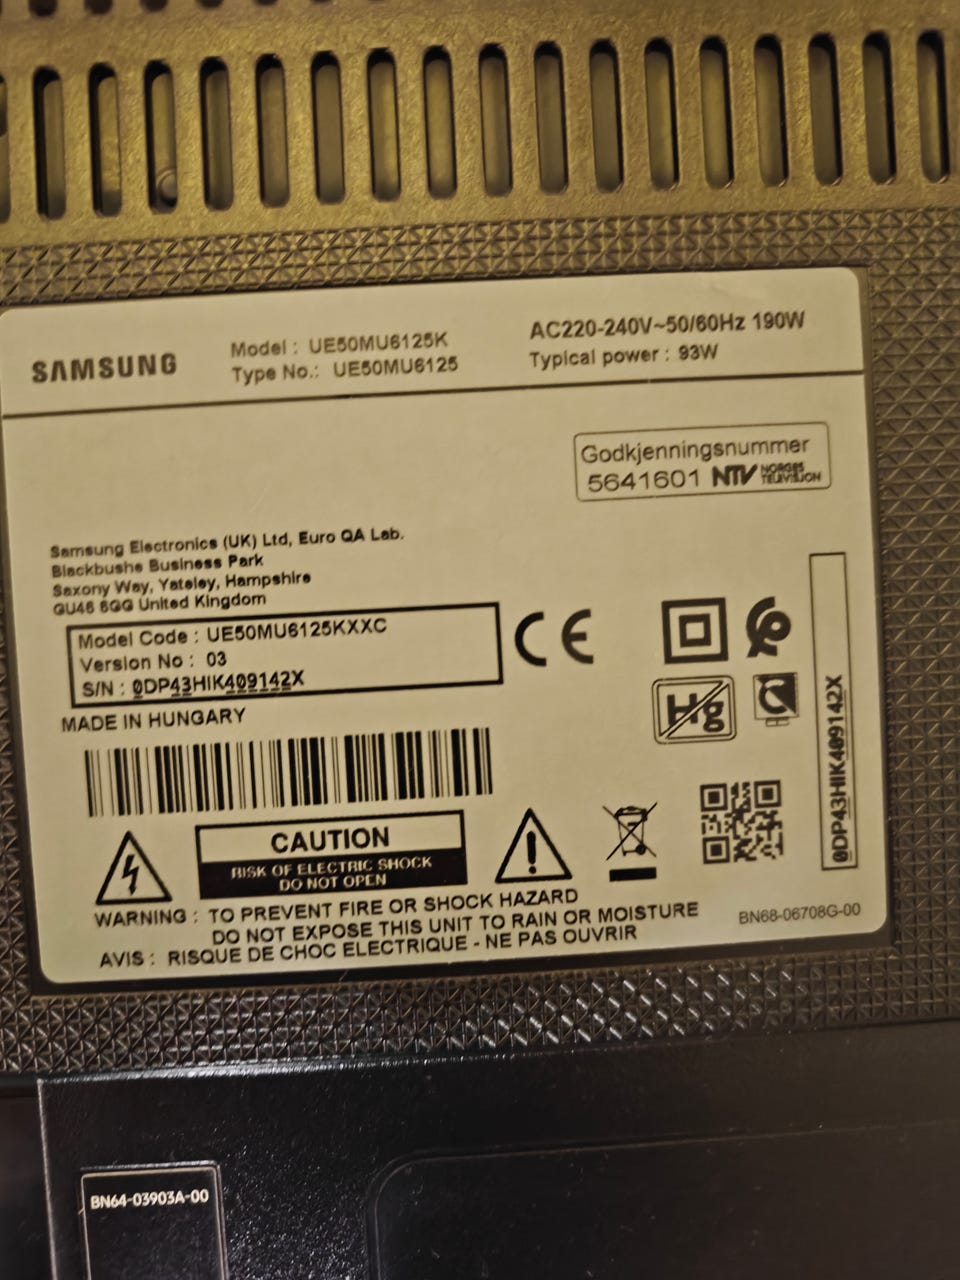 SAMSUNG
Model : UE50MU6125K
Type No.: UE50MU6125
AC220-240V~50/60Hz 190W
Typical power : 93W
Godkjenningsnummer
5641601 NTV NORGES TELEVISJON
Samsung Electronics (UK) Ltd, Euro QA Lab.
Blackbushe Business Park
Saxony Way, Yateley, Hampshire
GU46 6GG United Kingdom
Model Code : UE50MU6125KXXC
Version No : 03
S/N : 0DP43HIK409142X
CE
MADE IN HUNGARY
Hg
0DP43HIK409142X
CAUTION
RISK OF ELECTRIC SHOCK
DO NOT OPEN
WARNING : TO PREVENT FIRE OR SHOCK HAZARD
DO NOT EXPOSE THIS UNIT TO RAIN OR MOISTURE
AVIS : RISQUE DE CHOC ELECTRIQUE - NE PAS OUVRIR
BN68-06708G-00
BN64-03903A-00